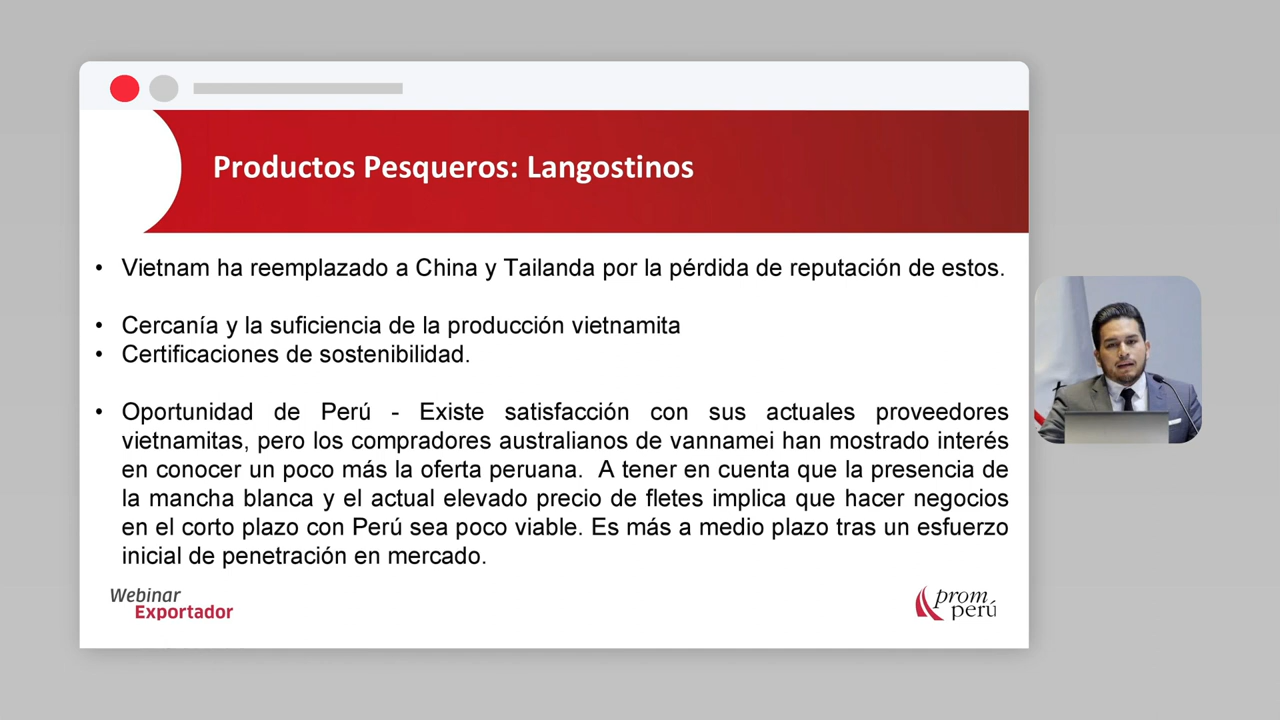 Productos Pesqueros: Langostinos
• Vietnam ha reemplazado a China y Tailanda por la pérdida de reputación de estos.
• Cercanía y la suficiencia de la producción vietnamita
• Certificaciones de sostenibilidad.
• Oportunidad de Perú - Existe satisfacción con sus actuales proveedores
vietnamitas, pero los compradores australianos de vannamei han mostrado interés
en conocer un poco más la oferta peruana. A tener en cuenta que la presencia de
la mancha blanca y el actual elevado precio de fletes implica que hacer negocios
en el corto plazo con Perú sea poco viable. Es más a medio plazo tras un esfuerzo
inicial de penetración en mercado.
Webinar
Exportador
prom
perú